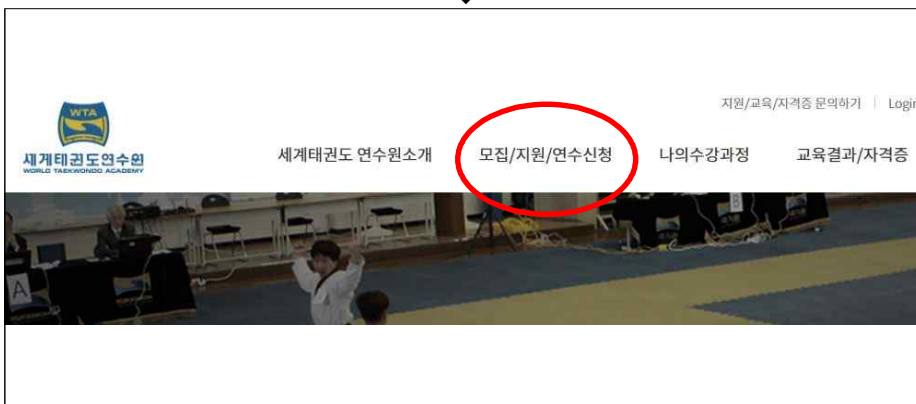 지원/교육/자격증 문의하기 | Login
WTA
세계태권도연수원
WORLD TAEKWONDO ACADEMY
세계태권도 연수원소개 모집/지원/연수신청 나의수강과정 교육결과/자격증
A
B